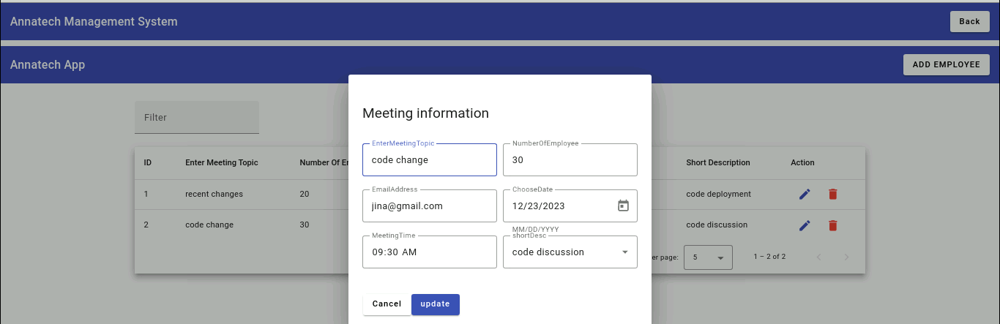 Annatech Management System
Back
Annatech App
ADD EMPLOYEE
Filter
ID Enter Meeting Topic Number Of Short Description Action
1 recent changes 20 code deployment
2 code change 30 code discussion
per page: 5 1 – 2 of 2
Meeting information
EnterMeetingTopic
code change
NumberOfEmployee
30
EmailAddress
jina@gmail.com
ChooseDate
12/23/2023
MM/DD/YYYY
MeetingTime
09:30 AM
shortDesc
code discussion
Cancel
update